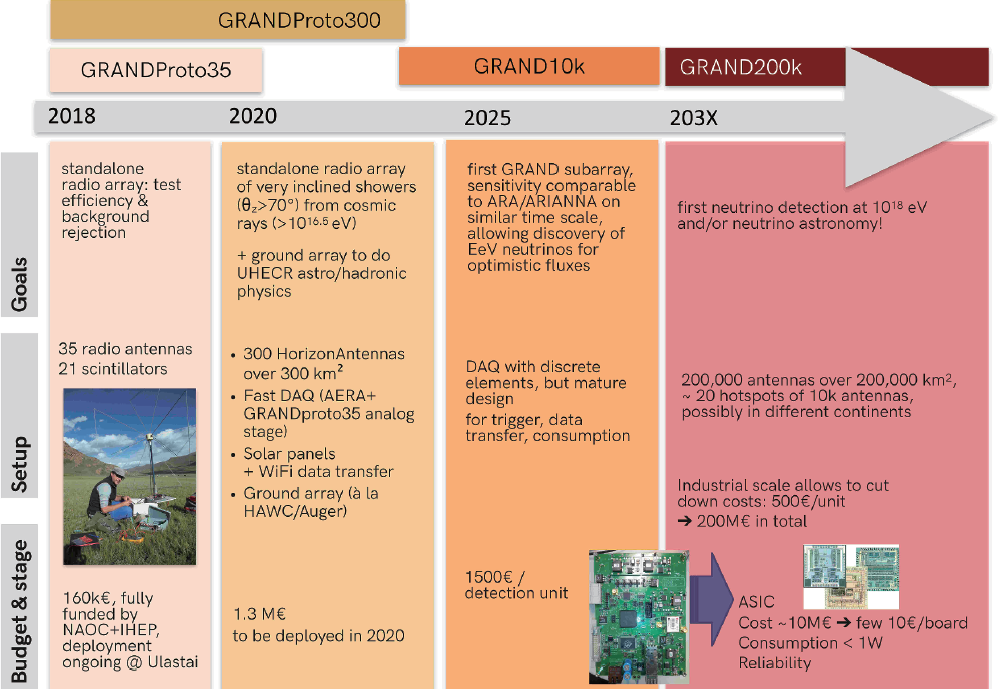 GRANDProto300
GRANDProto35
GRAND10k
GRAND200k
2018
2020
2025
203X
Goals
standalone
radio array: test
efficiency &
background
rejection
standalone radio array
of very inclined showers
(θz>70°) from cosmic
rays (>10^16.5 eV)
+ ground array to do
UHECR astro/hadronic
physics
first GRAND subarray,
sensitivity comparable
to ARA/ARIANNA on
similar time scale,
allowing discovery of
EeV neutrinos for
optimistic fluxes
first neutrino detection at 10^18 eV
and/or neutrino astronomy!
Setup
35 radio antennas
21 scintillators
• 300 HorizonAntennas
over 300 km²
• Fast DAQ (AERA+
GRANDproto35 analog
stage)
• Solar panels
+ WiFi data transfer
• Ground array (à la
HAWC/Auger)
DAQ with discrete
elements, but mature
design
for trigger, data
transfer, consumption
200,000 antennas over 200,000 km²,
~ 20 hotspots of 10k antennas,
possibly in different continents
Industrial scale allows to cut
down costs: 500€/unit
➔ 200M€ in total
Budget & stage
160k€, fully
funded by
NAOC+IHEP,
deployment
ongoing @ Ulastai
1.3 M€
to be deployed in 2020
1500€ /
detection unit
ASIC
Cost ~10M€ ➔ few 10€/board
Consumption < 1W
Reliability